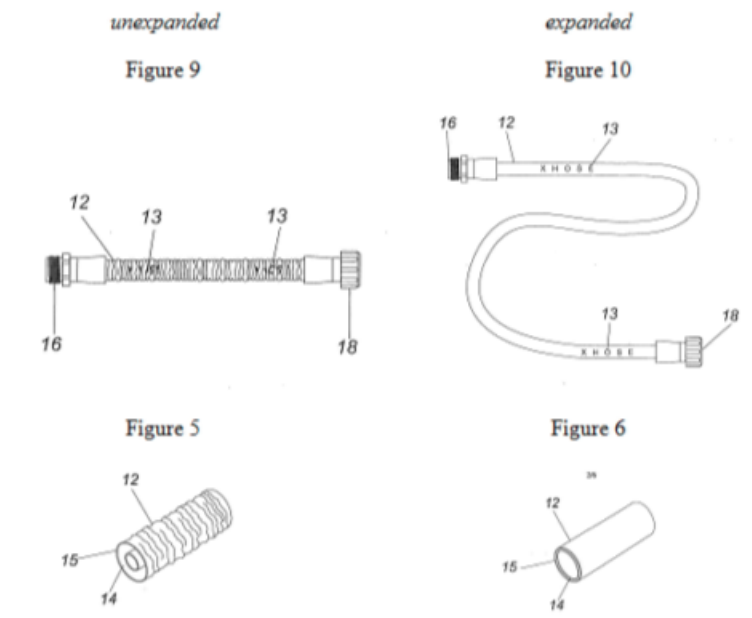 unexpanded expanded
Figure 9 Figure 10
16 12 13
12 13 13
X H O S E
13 18
X H O S E
16 18
Figure 5 Figure 6
12
12
15 15
14 14